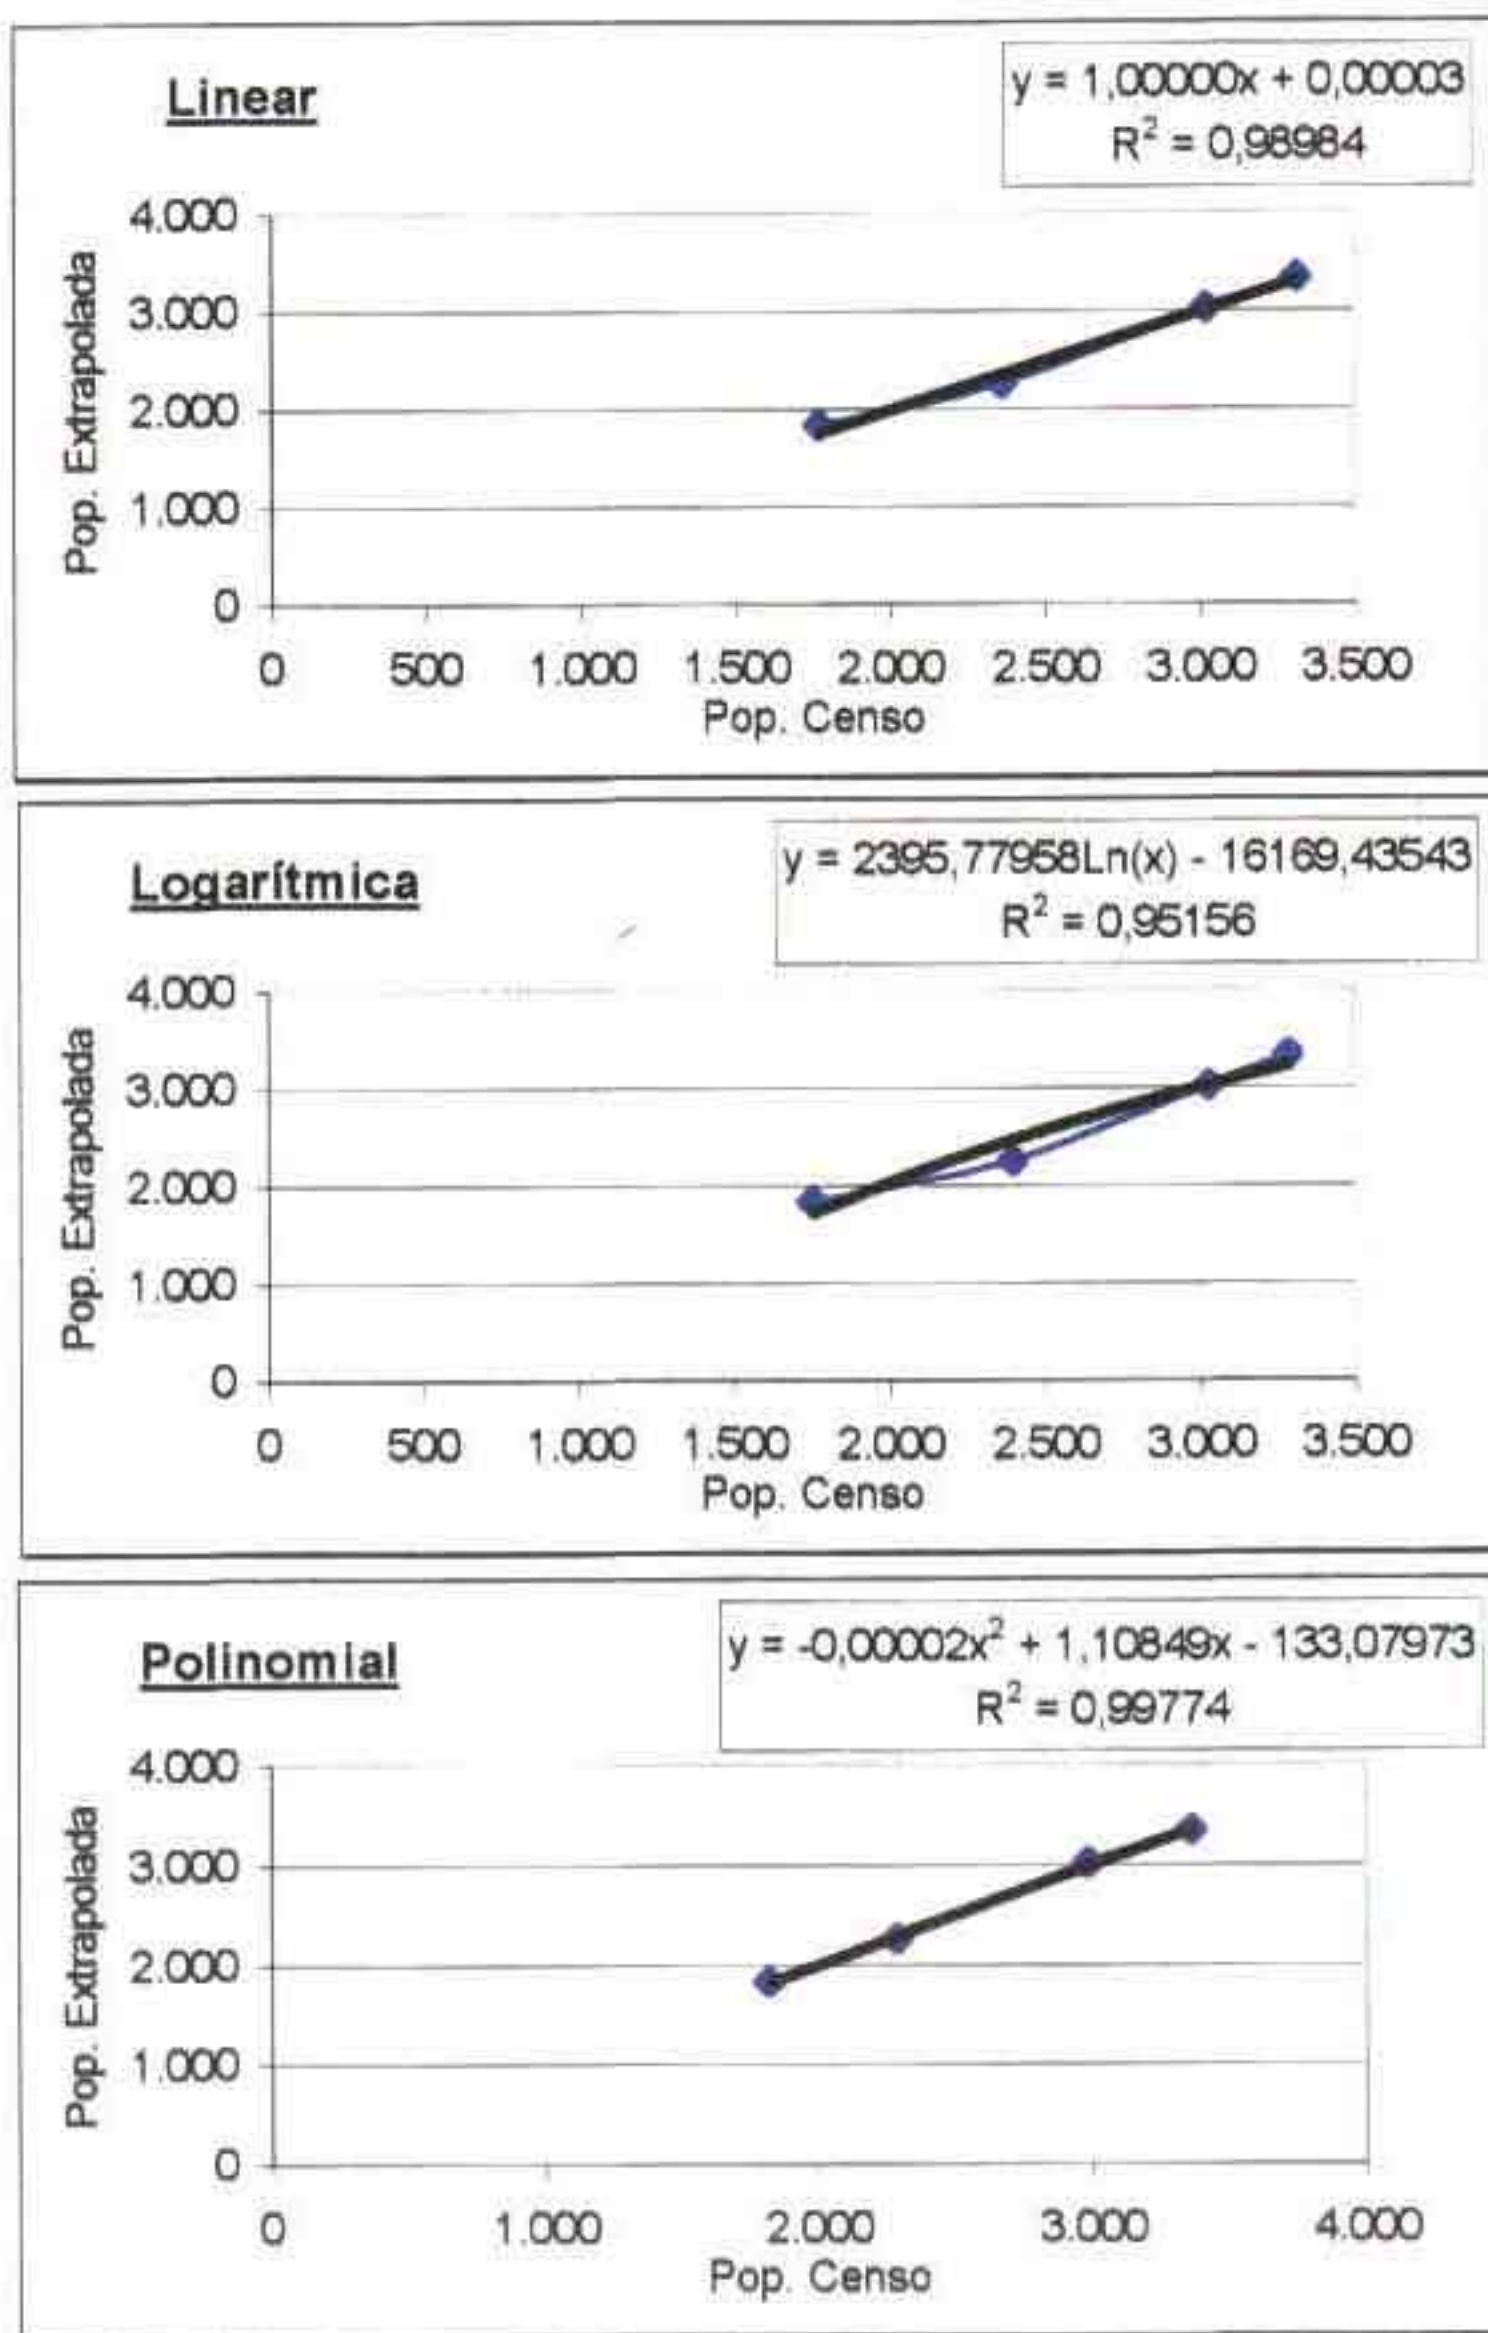 Linear
y = 1,00000x + 0,00003
R² = 0,98984
4.000
3.000
2.000
1.000
0
Pop. Extrapolada
0 500 1.000 1.500 2.000 2.500 3.000 3.500
Pop. Censo
Logarítmica
y = 2395,77958Ln(x) - 16169,43543
R² = 0,95156
4.000
3.000
2.000
1.000
0
Pop. Extrapolada
0 500 1.000 1.500 2.000 2.500 3.000 3.500
Pop. Censo
Polinomial
y = -0,00002x² + 1,10849x - 133,07973
R² = 0,99774
4.000
3.000
2.000
1.000
0
Pop. Extrapolada
0 1.000 2.000 3.000 4.000
Pop. Censo